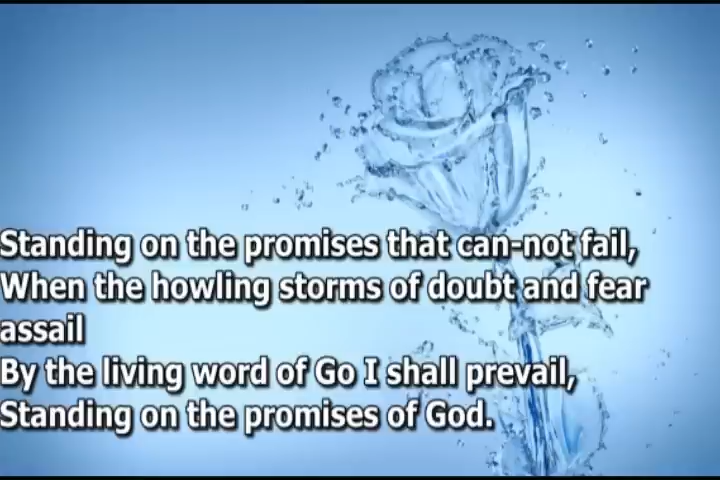 Standing on the promises that can-not fail,
When the howling storms of doubt and fear
assail
By the living word of Go I shall prevail,
Standing on the promises of God.